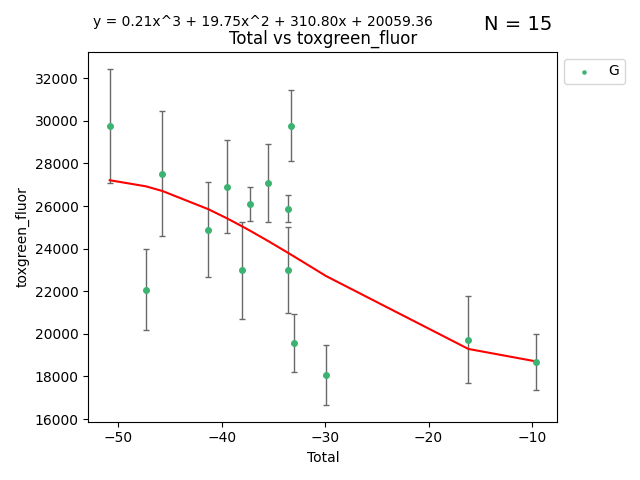 y = 0.21x^3 + 19.75x^2 + 310.80x + 20059.36
N = 15
Total vs toxgreen_fluor
G
toxgreen_fluor
32000
30000
28000
26000
24000
22000
20000
18000
16000
−50
−40
−30
−20
−10
Total